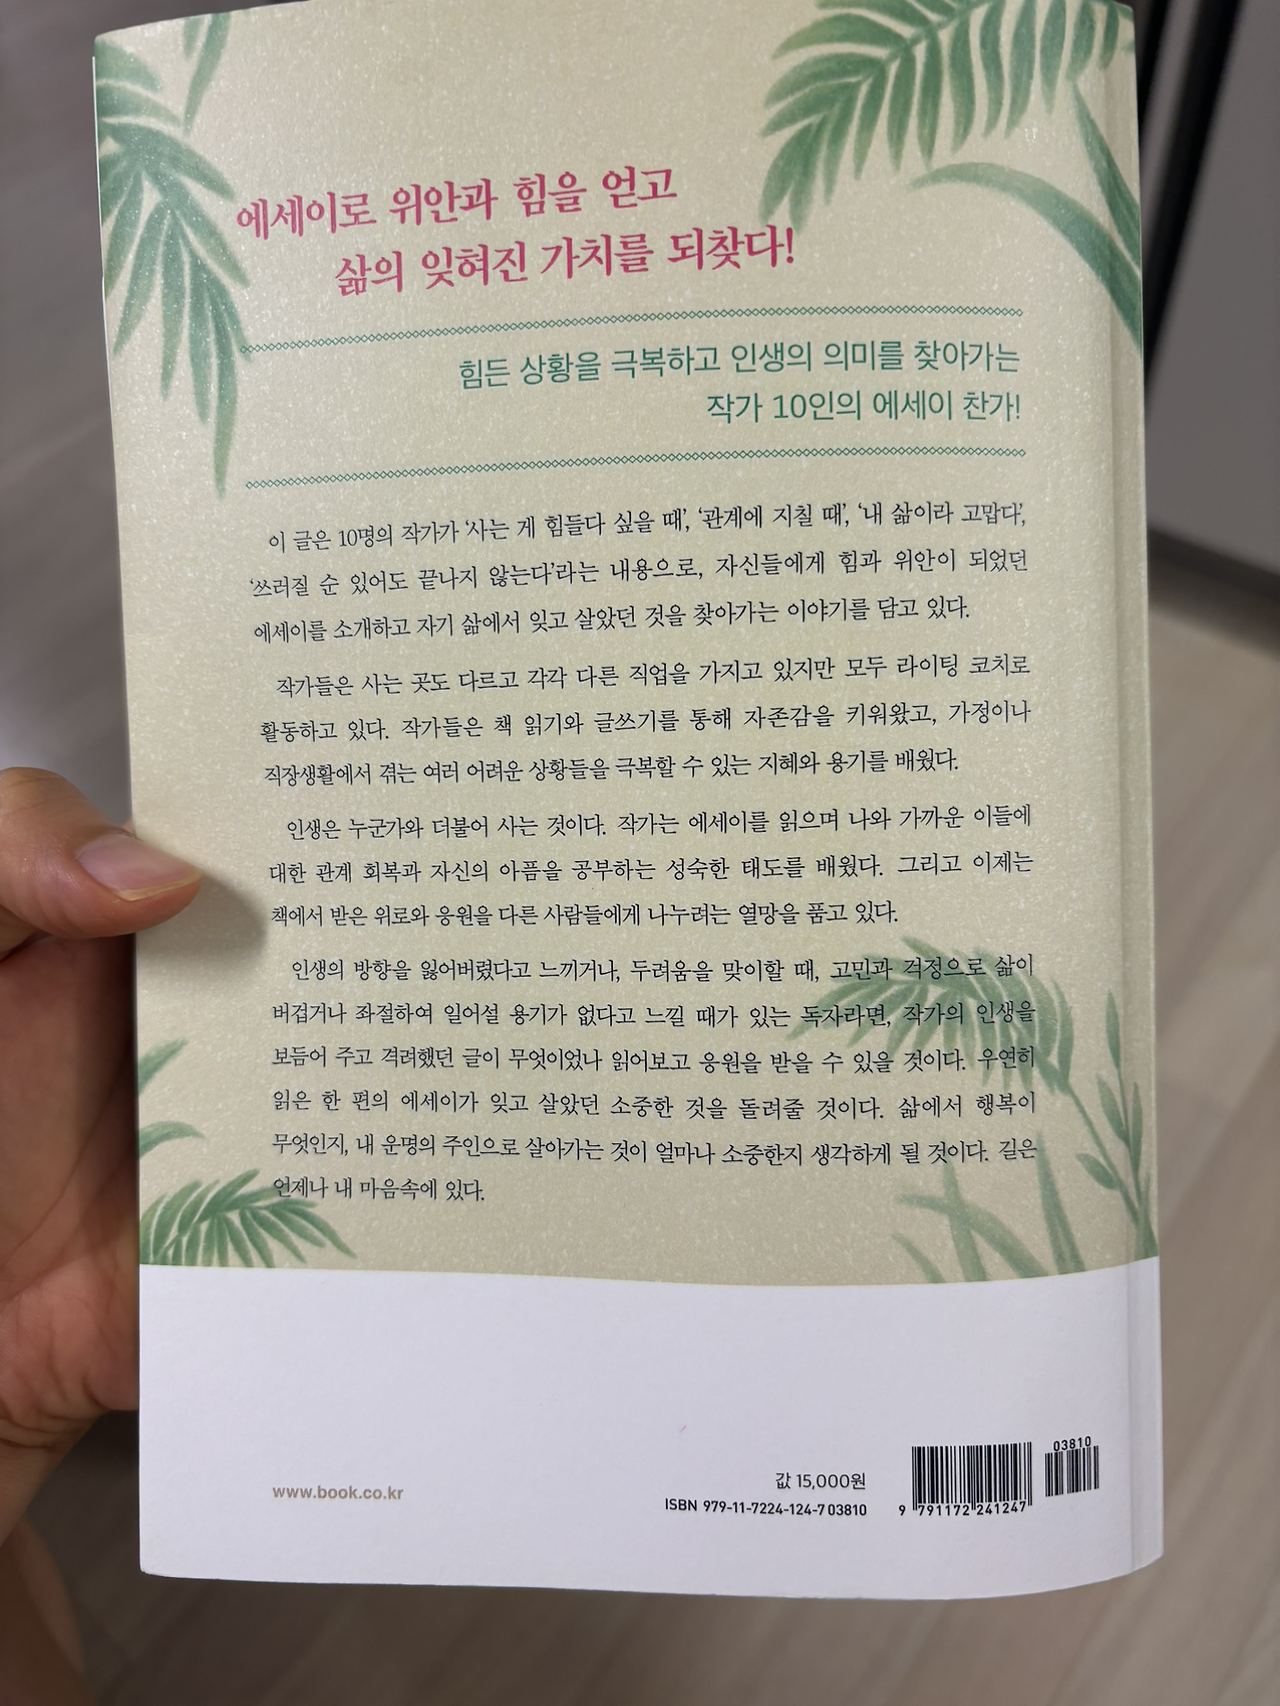 에세이로 위안과 힘을 얻고
삶의 잊혀진 가치를 되찾다!
힘든 상황을 극복하고 인생의 의미를 찾아가는
작가 10인의 에세이 찬가!
이 글은 10명의 작가가 '사는 게 힘들다 싶을 때', '관계에 지칠 때', '내 삶이라 고맙다',
'쓰러질 순 있어도 끝나지 않는다'라는 내용으로, 자신들에게 힘과 위안이 되었던
에세이를 소개하고 자기 삶에서 잊고 살았던 것을 찾아가는 이야기를 담고 있다.
작가들은 사는 곳도 다르고 각각 다른 직업을 가지고 있지만 모두 라이팅 코치로
활동하고 있다. 작가들은 책 읽기와 글쓰기를 통해 자존감을 키워왔고, 가정이나
직장생활에서 겪는 여러 어려운 상황들을 극복할 수 있는 지혜와 용기를 배웠다.
인생은 누군가와 더불어 사는 것이다. 작가는 에세이를 읽으며 나와 가까운 이들에
대한 관계 회복과 자신의 아픔을 공부하는 성숙한 태도를 배웠다. 그리고 이제는
책에서 받은 위로와 응원을 다른 사람들에게 나누려는 열망을 품고 있다.
인생의 방향을 잃어버렸다고 느끼거나, 두려움을 맞이할 때, 고민과 걱정으로 삶이
버겁거나 좌절하여 일어설 용기가 없다고 느낄 때가 있는 독자라면, 작가의 인생을
보듬어 주고 격려했던 글이 무엇이었나 읽어보고 응원을 받을 수 있을 것이다. 우연히
읽은 한 편의 에세이가 잊고 살았던 소중한 것을 돌려줄 것이다. 삶에서 행복이
무엇인지, 내 운명의 주인으로 살아가는 것이 얼마나 소중한지 생각하게 될 것이다. 길은
언제나 내 마음속에 있다.
www.book.co.kr
값 15,000원
ISBN 979-11-7224-124-7 03810
03810
9 791172 241247